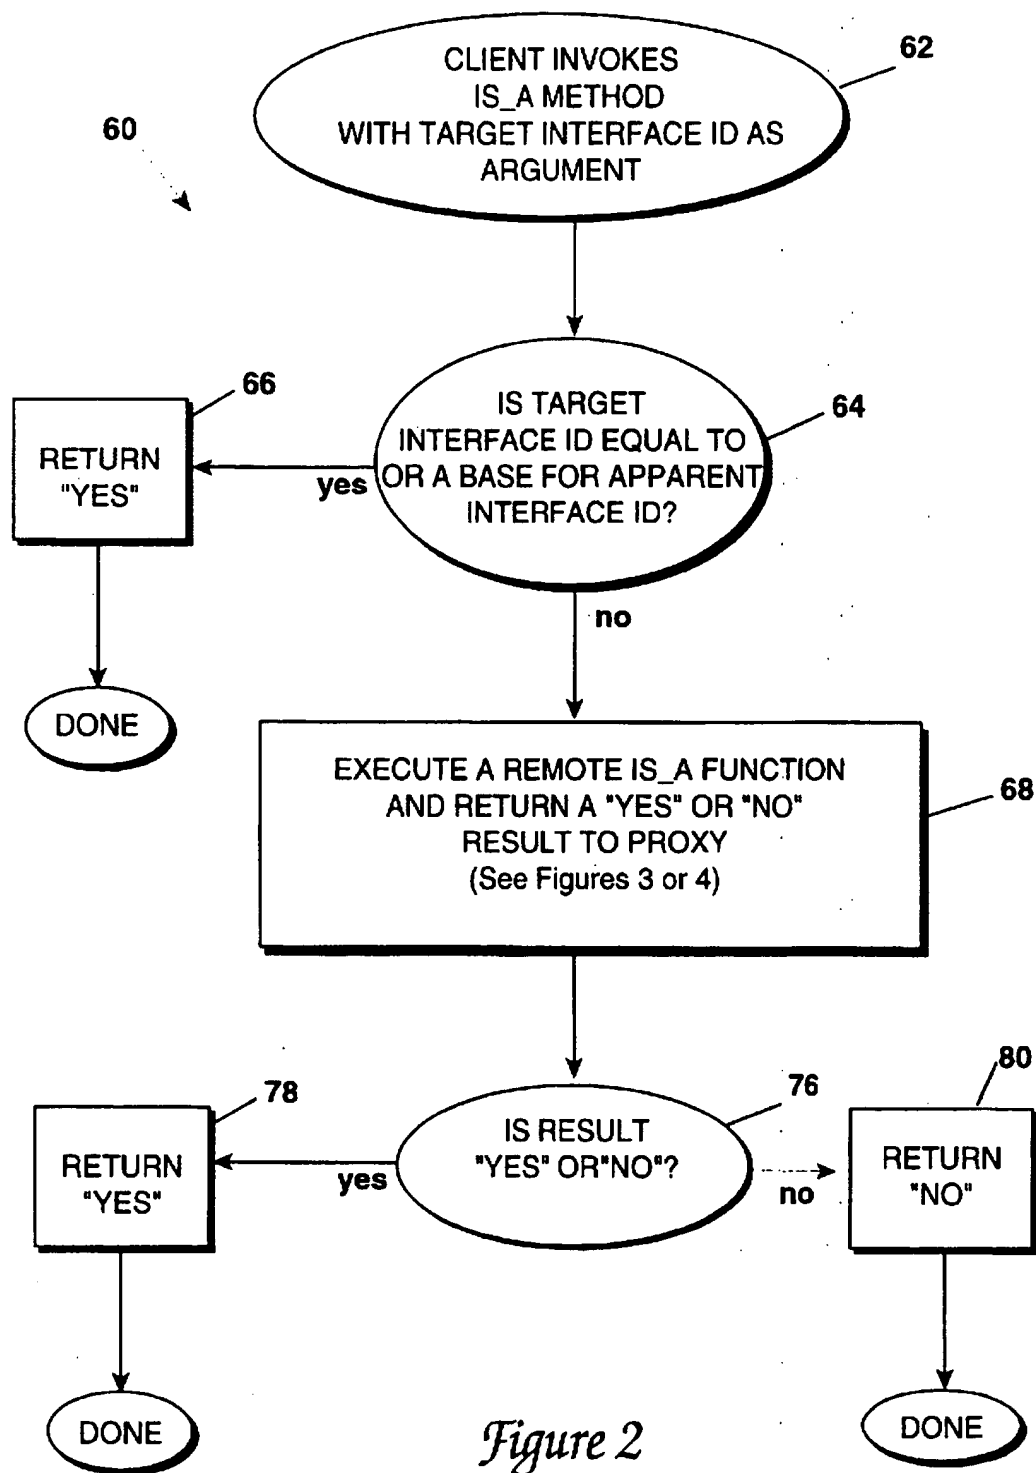 62
CLIENT INVOKES
IS_A METHOD
WITH TARGET INTERFACE ID AS
ARGUMENT
60
66
64
IS TARGET
INTERFACE ID EQUAL TO
OR A BASE FOR APPARENT
INTERFACE ID?
RETURN
"YES"
yes
no
DONE
EXECUTE A REMOTE IS_A FUNCTION
AND RETURN A "YES" OR "NO"
RESULT TO PROXY
(See Figures 3 or 4)
68
78
76
80
IS RESULT
"YES" OR"NO"?
RETURN
"YES"
yes
no
RETURN
"NO"
DONE
DONE
Figure 2